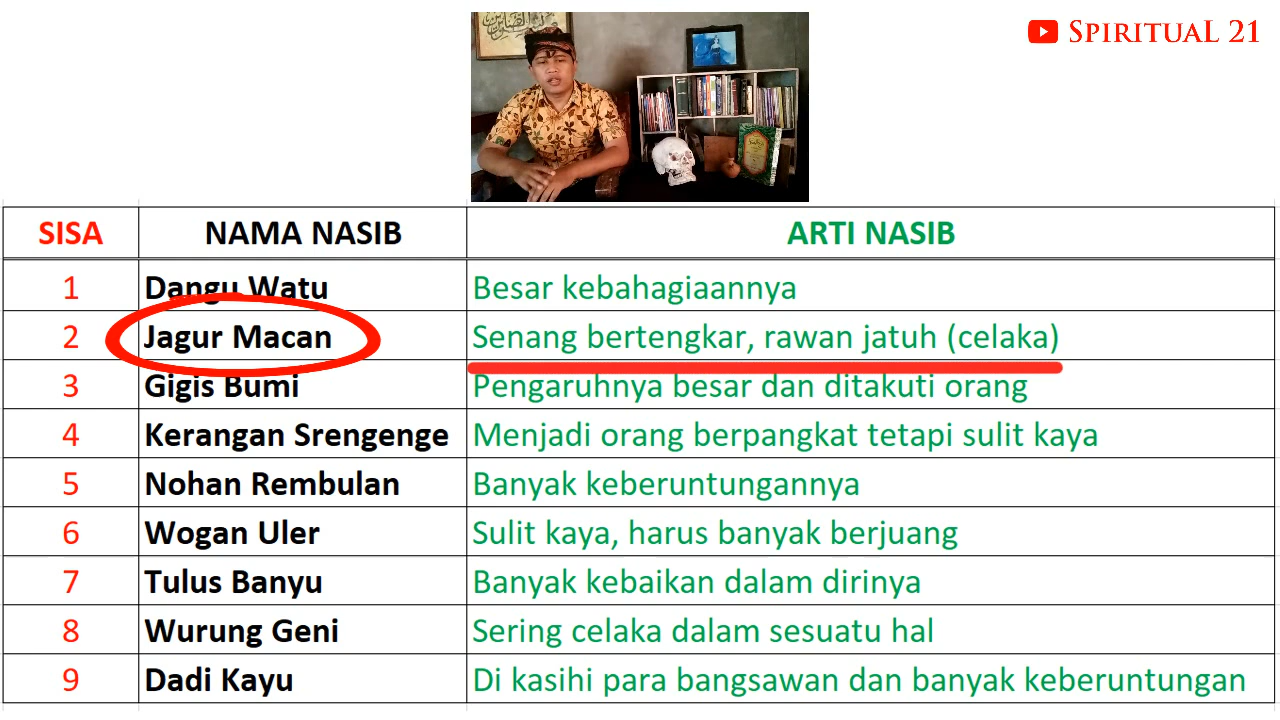 SPIRITUAL 21
SISA NAMA NASIB ARTI NASIB
1 Dangu Watu Besar kebahagiaannya
2 Jagur Macan Senang bertengkar, rawan jatuh (celaka)
3 Gigis Bumi Pengaruhnya besar dan ditakuti orang
4 Kerangan Srengenge Menjadi orang berpangkat tetapi sulit kaya
5 Nohan Rembulan Banyak keberuntungannya
6 Wogan Uler Sulit kaya, harus banyak berjuang
7 Tulus Banyu Banyak kebaikan dalam dirinya
8 Wurung Geni Sering celaka dalam sesuatu hal
9 Dadi Kayu Di kasihi para bangsawan dan banyak keberuntungan